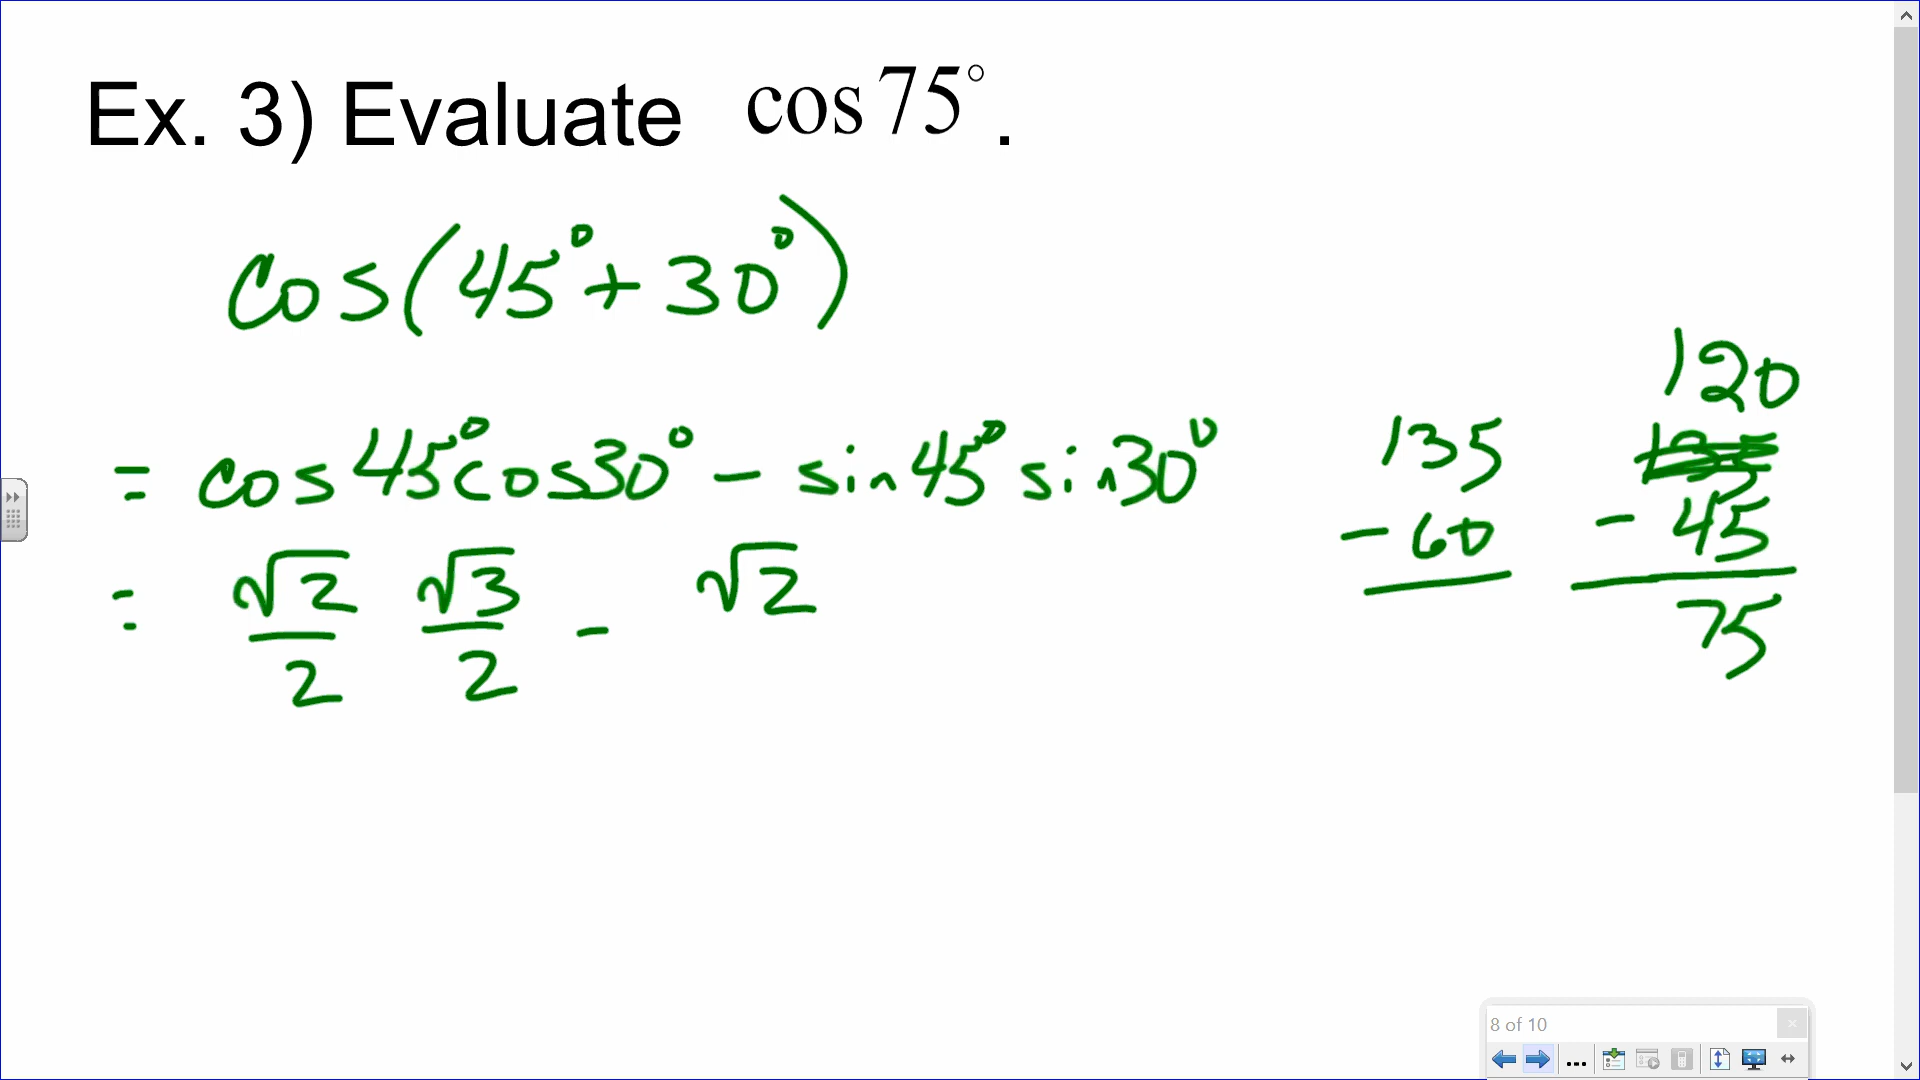 Ex. 3) Evaluate cos 75°.
cos(45° + 30°)
= cos 45° cos 30° - sin 45° sin 30°
= √2/2 √3/2 - √2
135
- 60
120
135
- 45
75
8 of 10